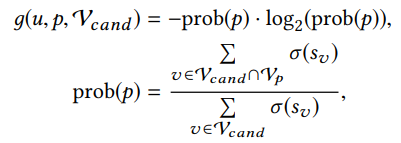 g(u, p, 𝒱_cand) = −prob(p) · log₂(prob(p)),
prob(p) = ∑_{v∈𝒱_cand∩𝒱_p} σ(s_v) / ∑_{v∈𝒱_cand} σ(s_v),